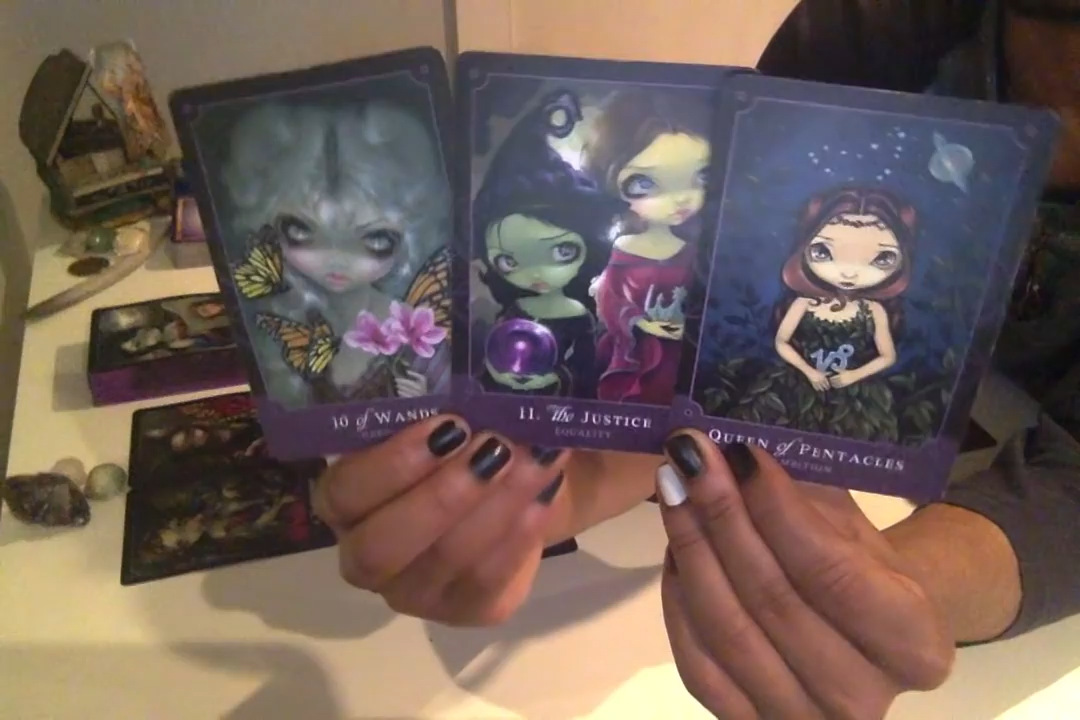 10 of WANDS
11. the JUSTICE
EQUALITY
QUEEN of PENTACLES